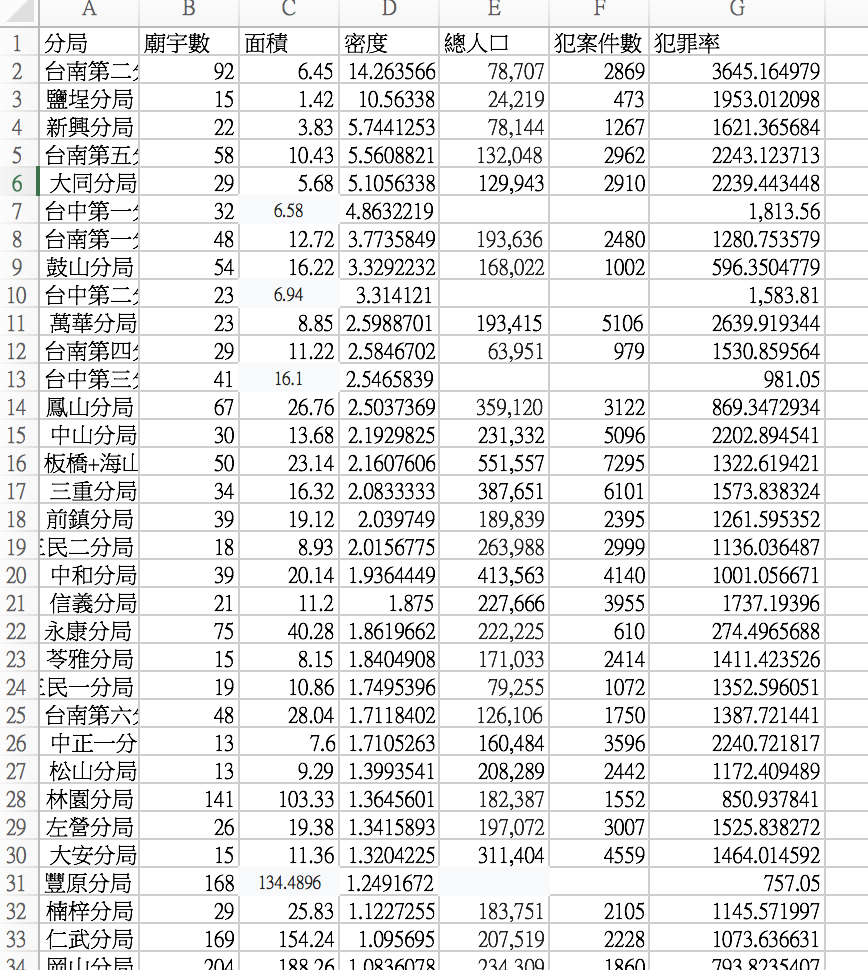 A B C D E F G
1 分局 廟宇數 面積 密度 總人口 犯案件數 犯罪率
2 台南第二 92 6.45 14.263566 78,707 2869 3645.164979
3 鹽埕分局 15 1.42 10.56338 24,219 473 1953.012098
4 新興分局 22 3.83 5.7441253 78,144 1267 1621.365684
5 台南第五 58 10.43 5.5608821 132,048 2962 2243.123713
6 大同分局 29 5.68 5.1056338 129,943 2910 2239.443448
7 台中第一 32 6.58 4.8632219 1,813.56
8 台南第一 48 12.72 3.7735849 193,636 2480 1280.753579
9 鼓山分局 54 16.22 3.3292232 168,022 1002 596.3504779
10 台中第二 23 6.94 3.314121 1,583.81
11 萬華分局 23 8.85 2.5988701 193,415 5106 2639.919344
12 台南第四 29 11.22 2.5846702 63,951 979 1530.859564
13 台中第三 41 16.1 2.5465839 981.05
14 鳳山分局 67 26.76 2.5037369 359,120 3122 869.3472934
15 中山分局 30 13.68 2.1929825 231,332 5096 2202.894541
16 板橋+海山 50 23.14 2.1607606 551,557 7295 1322.619421
17 三重分局 34 16.32 2.0833333 387,651 6101 1573.838324
18 前鎮分局 39 19.12 2.039749 189,839 2395 1261.595352
19 民二分局 18 8.93 2.0156775 263,988 2999 1136.036487
20 中和分局 39 20.14 1.9364449 413,563 4140 1001.056671
21 信義分局 21 11.2 1.875 227,666 3955 1737.19396
22 永康分局 75 40.28 1.8619662 222,225 610 274.4965688
23 苓雅分局 15 8.15 1.8404908 171,033 2414 1411.423526
24 民一分局 19 10.86 1.7495396 79,255 1072 1352.596051
25 台南第六 48 28.04 1.7118402 126,106 1750 1387.721441
26 中正一分 13 7.6 1.7105263 160,484 3596 2240.721817
27 松山分局 13 9.29 1.3993541 208,289 2442 1172.409489
28 林園分局 141 103.33 1.3645601 182,387 1552 850.937841
29 左營分局 26 19.38 1.3415893 197,072 3007 1525.838272
30 大安分局 15 11.36 1.3204225 311,404 4559 1464.014592
31 豐原分局 168 134.4896 1.2491672 757.05
32 楠梓分局 29 25.83 1.1227255 183,751 2105 1145.571997
33 仁武分局 169 154.24 1.095695 207,519 2228 1073.636631
34 岡山分局 204 188.26 1.0836078 234,309 1860 793.8235407